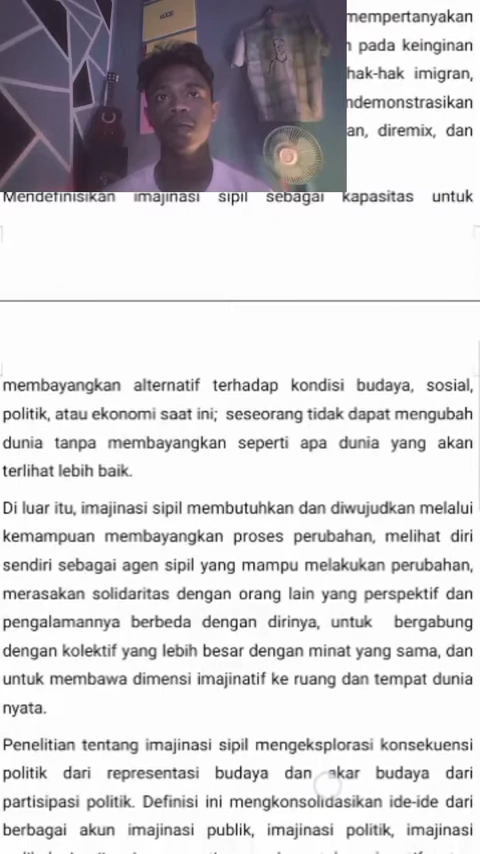 mempertanyakan
pada keinginan
hak-hak imigran,
diremix, dan
Mendefinisikan imajinasi sipil sebagai kapasitas untuk
membayangkan alternatif terhadap kondisi budaya, sosial,
politik, atau ekonomi saat ini; seseorang tidak dapat mengubah
dunia tanpa membayangkan seperti apa dunia yang akan
terlihat lebih baik.
Di luar itu, imajinasi sipil membutuhkan dan diwujudkan melalui
kemampuan membayangkan proses perubahan, melihat diri
sendiri sebagai agen sipil yang mampu melakukan perubahan,
merasakan solidaritas dengan orang lain yang perspektif dan
pengalamannya berbeda dengan dirinya, untuk bergabung
dengan kolektif yang lebih besar dengan minat yang sama, dan
untuk membawa dimensi imajinatif ke ruang dan tempat dunia
nyata.
Penelitian tentang imajinasi sipil mengeksplorasi konsekuensi
politik dari representasi budaya dan akar budaya dari
partisipasi politik. Definisi ini mengkonsolidasikan ide-ide dari
berbagai akun imajinasi publik, imajinasi politik, imajinasi